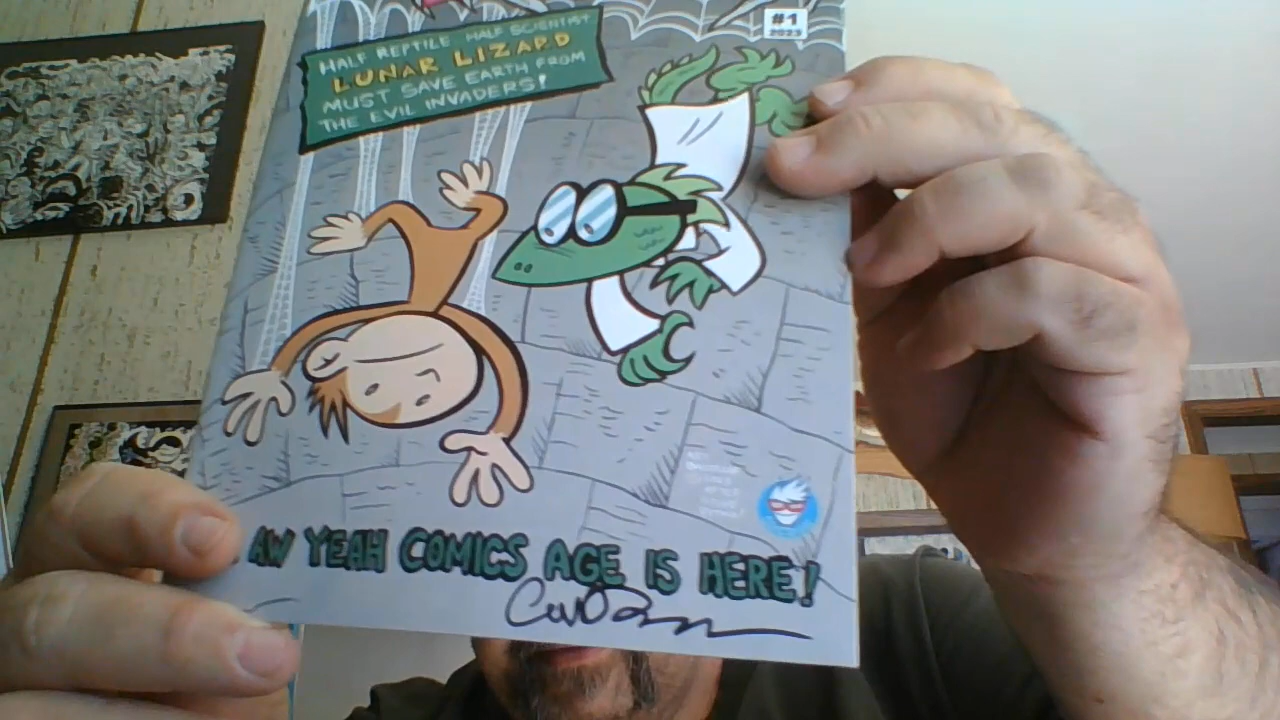 #1
2023
HALF REPTILE HALF SCIENTIST
LUNAR LIZARD
MUST SAVE EARTH FROM
THE EVIL INVADERS!
AW YEAH COMICS AGE IS HERE!